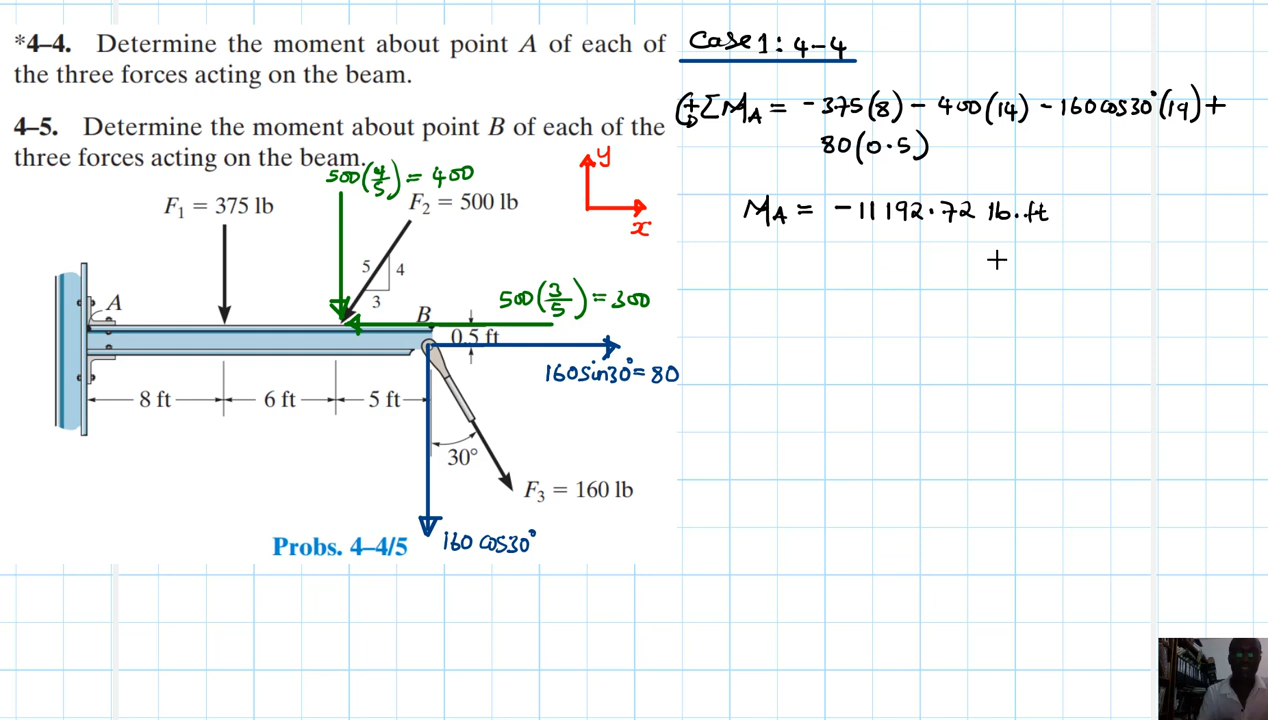 *4–4. Determine the moment about point A of each of
the three forces acting on the beam.
4–5. Determine the moment about point B of each of the
three forces acting on the beam.
500(4/5) = 400
F₁ = 375 lb
F₂ = 500 lb
y
x
5
4
3
500(3/5) = 300
A
B
0.5 ft
160sin30° = 80
8 ft
6 ft
5 ft
30°
F₃ = 160 lb
160 cos30°
Probs. 4–4/5
Case 1: 4-4
(+ΣM_A = -375(8) - 400(14) - 160cos30°(19) +
80(0.5)
M_A = -11192.72 lb.ft
+